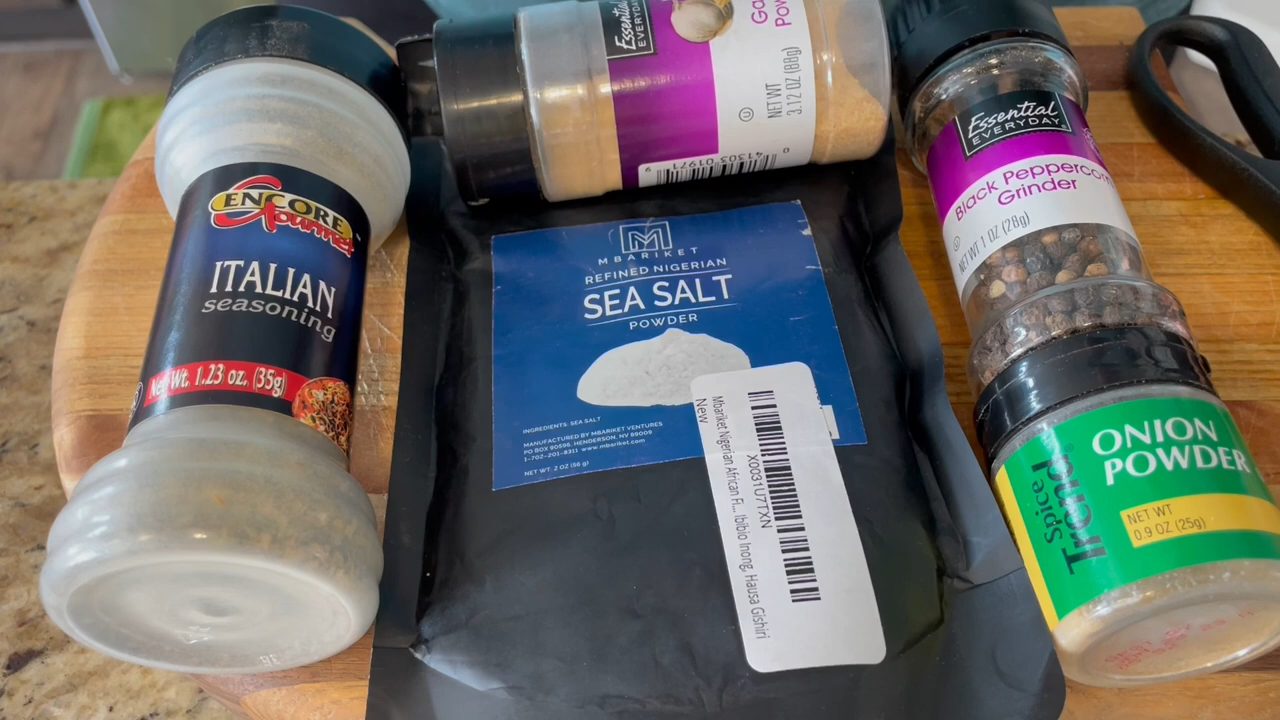 ENCORE
Gourmet
ITALIAN
seasoning
Net Wt. 1.23 oz. (35g)
Essential
EVERYDAY
NET WT
3.12 OZ (88g)
41303 01971
M
MBARIKET
REFINED NIGERIAN
SEA SALT
POWDER
INGREDIENTS: SEA SALT
MANUFACTURED BY MBARIKET VENTURES
PO BOX 90596, HENDERSON, NV 89009
1-702-201-8311 www.mbariket.com
NET WT: 2 OZ (56 g)
X0031U7TXN
Mbariket Nigerian African Fl... Ibibio Inong, Hausa Gishiri
New
Essential
EVERYDAY
Black Peppercorn
Grinder
NET WT 1 OZ (28g)
Spice
Trend
ONION
POWDER
NET WT
0.9 OZ (25g)